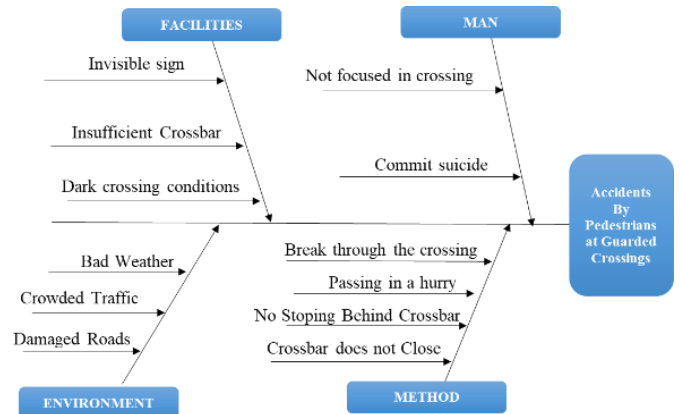 FACILITIES
MAN
Invisible sign
Not focused in crossing
Insufficient Crossbar
Commit suicide
Dark crossing conditions
Accidents
By
Pedestrians
at Guarded
Crossings
Bad Weather
Break through the crossing
Crowded Traffic
Passing in a hurry
No Stoping Behind Crossbar
Damaged Roads
Crossbar does not Close
ENVIRONMENT
METHOD